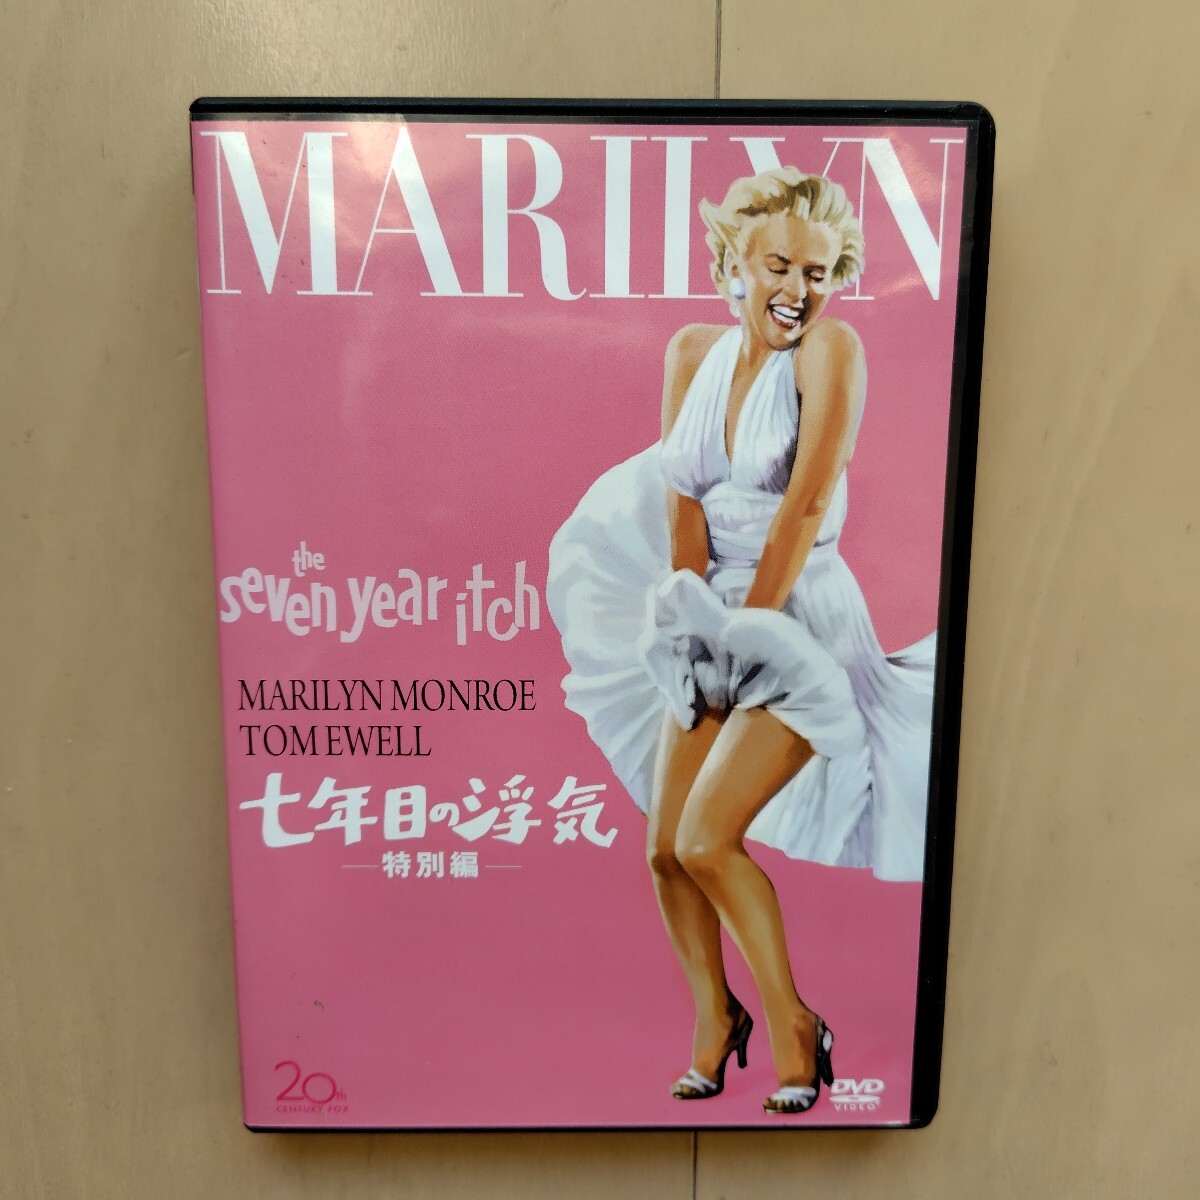 MARILYN
the
seven year itch
MARILYN MONROE
TOM EWELL
七年目の浮気
特別編
20th
CENTURY FOX
DVD
VIDEO